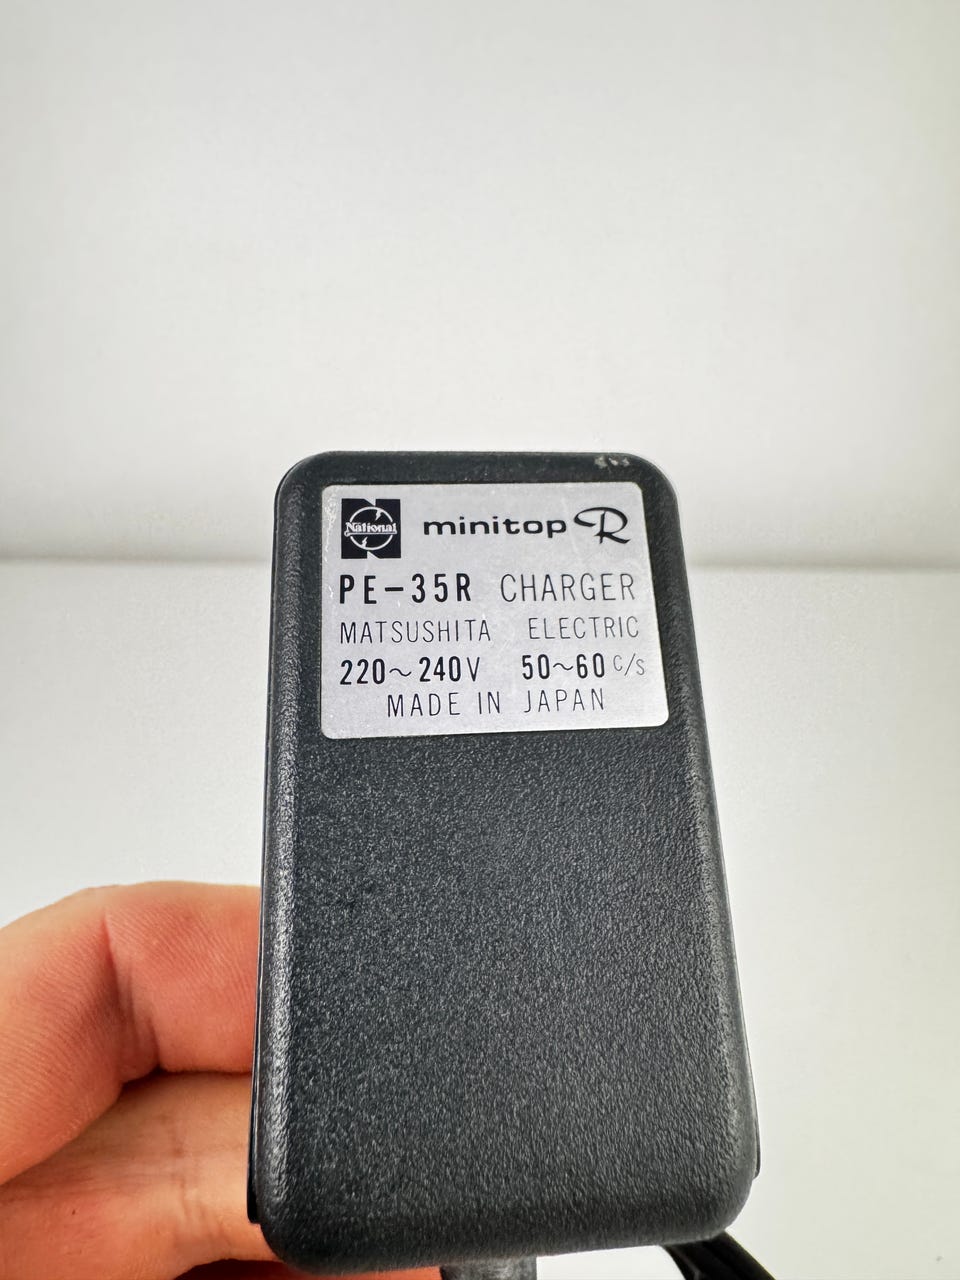 National minitop R
PE-35R CHARGER
MATSUSHITA ELECTRIC
220~240V 50~60 C/S
MADE IN JAPAN